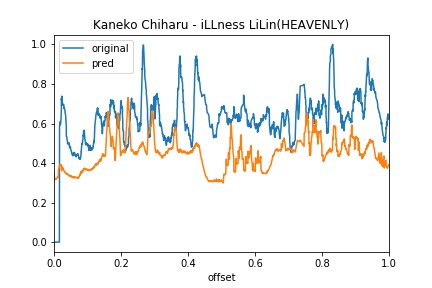 Kaneko Chiharu - iLLness LiLin(HEAVENLY)
original
pred
1.0
0.8
0.6
0.4
0.2
0.0
0.0 0.2 0.4 0.6 0.8 1.0
offset